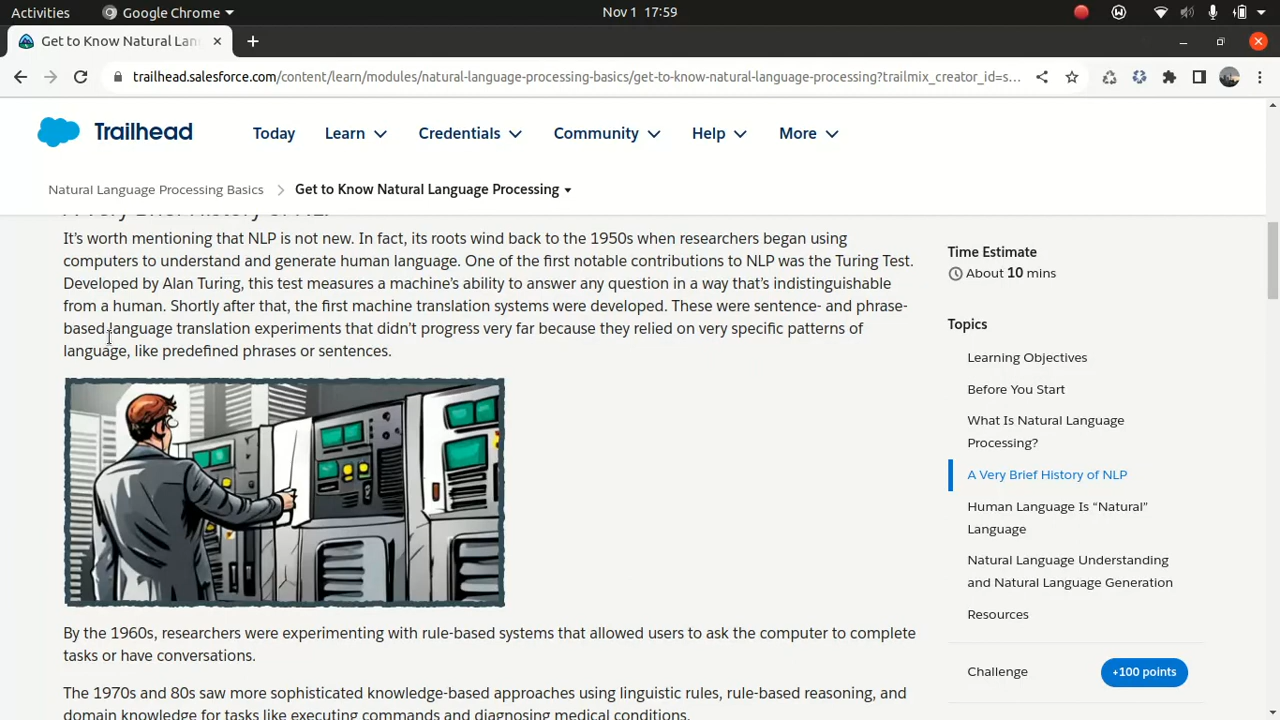 Activities Google Chrome Nov 1 17:59
Get to Know Natural Lan
trailhead.salesforce.com/content/learn/modules/natural-language-processing-basics/get-to-know-natural-language-processing?trailmix_creator_id=s...
Trailhead Today Learn Credentials Community Help More
Natural Language Processing Basics > Get to Know Natural Language Processing
A Very Brief History of NLP
It's worth mentioning that NLP is not new. In fact, its roots wind back to the 1950s when researchers began using
computers to understand and generate human language. One of the first notable contributions to NLP was the Turing Test.
Developed by Alan Turing, this test measures a machine's ability to answer any question in a way that's indistinguishable
from a human. Shortly after that, the first machine translation systems were developed. These were sentence- and phrase-
based language translation experiments that didn't progress very far because they relied on very specific patterns of
language, like predefined phrases or sentences.
By the 1960s, researchers were experimenting with rule-based systems that allowed users to ask the computer to complete
tasks or have conversations.
The 1970s and 80s saw more sophisticated knowledge-based approaches using linguistic rules, rule-based reasoning, and
domain knowledge for tasks like executing commands and diagnosing medical conditions.
Time Estimate
About 10 mins
Topics
Learning Objectives
Before You Start
What Is Natural Language
Processing?
A Very Brief History of NLP
Human Language Is “Natural”
Language
Natural Language Understanding
and Natural Language Generation
Resources
Challenge +100 points